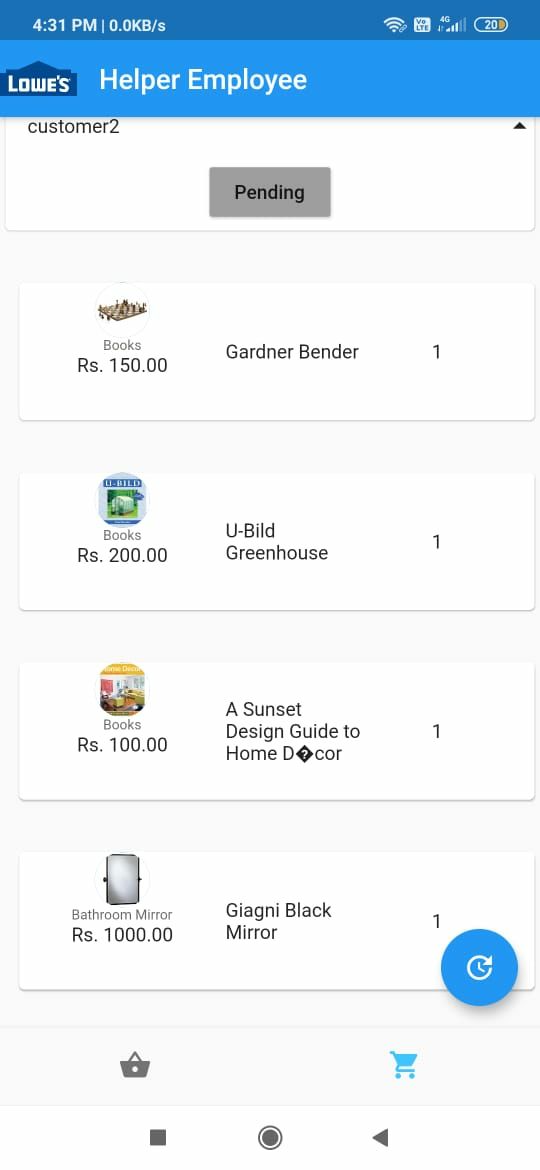 4:31 PM | 0.0KB/s
Vo LTE
4G
20
LOWE'S
Helper Employee
customer2
Pending
Books
Rs. 150.00
Gardner Bender
1
U-BILD
Books
Rs. 200.00
U-Bild
Greenhouse
1
Home Decor
Books
Rs. 100.00
A Sunset
Design Guide to
Home D�cor
1
Bathroom Mirror
Rs. 1000.00
Giagni Black
Mirror
1